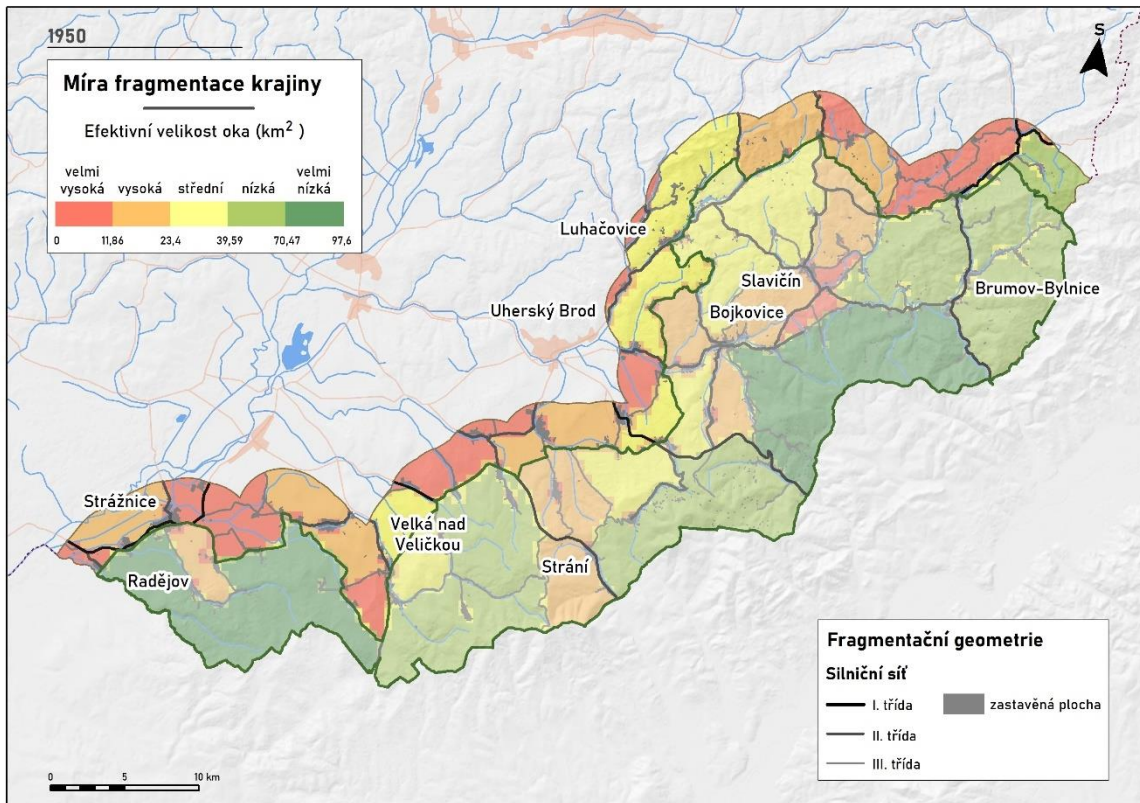 1950
Míra fragmentace krajiny
Efektivní velikost oka (km² )
velmi vysoká
vysoká
střední
nízká
velmi nízká
0 11,86 23,4 39,59 70,47 97,6
S
Luhačovice
Slavičín
Brumov-Bylnice
Uherský Brod
Bojkovice
Strážnice
Velká nad
Veličkou
Radějov
Strání
Fragmentační geometrie
Silniční síť
I. třída
zastavěná plocha
II. třída
III. třída
0 5 10 km